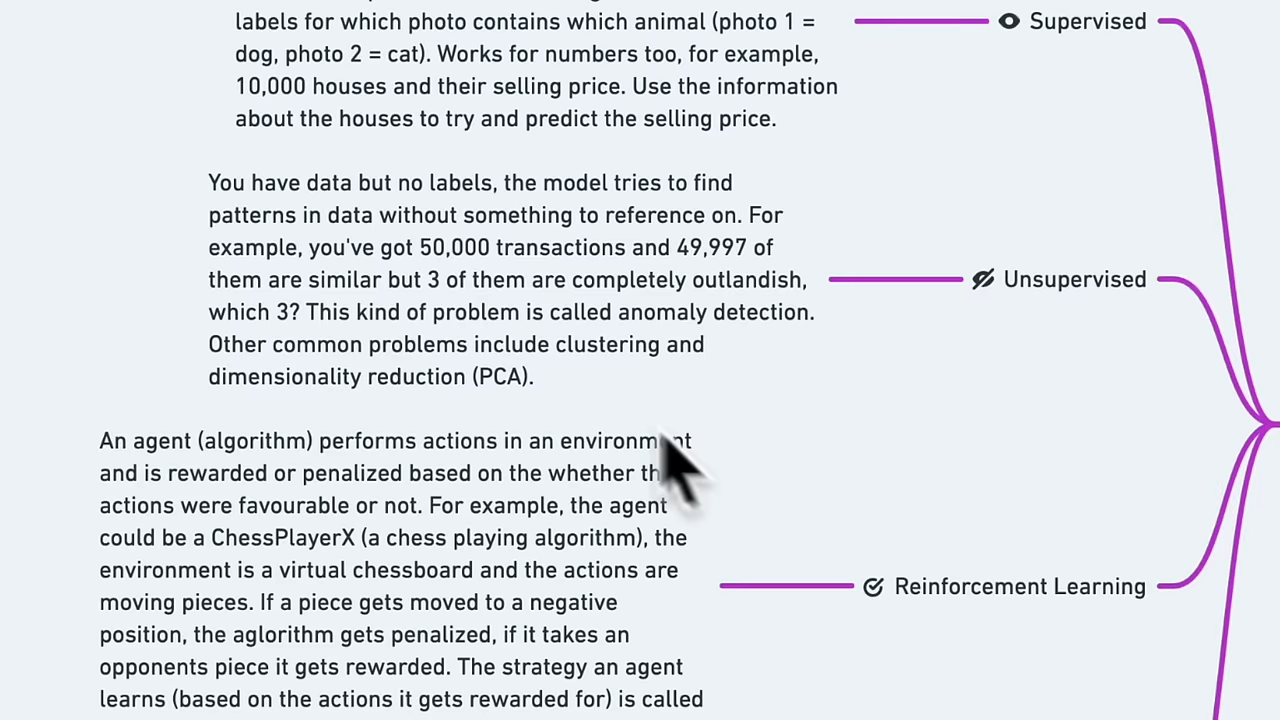 labels for which photo contains which animal (photo 1 =
dog, photo 2 = cat). Works for numbers too, for example,
10,000 houses and their selling price. Use the information
about the houses to try and predict the selling price.
Supervised
You have data but no labels, the model tries to find
patterns in data without something to reference on. For
example, you've got 50,000 transactions and 49,997 of
them are similar but 3 of them are completely outlandish,
which 3? This kind of problem is called anomaly detection.
Other common problems include clustering and
dimensionality reduction (PCA).
Unsupervised
An agent (algorithm) performs actions in an environment
and is rewarded or penalized based on the whether
actions were favourable or not. For example, the agent
could be a ChessPlayerX (a chess playing algorithm), the
environment is a virtual chessboard and the actions are
moving pieces. If a piece gets moved to a negative
position, the aglorithm gets penalized, if it takes an
opponents piece it gets rewarded. The strategy an agent
learns (based on the actions it gets rewarded for) is called
Reinforcement Learning